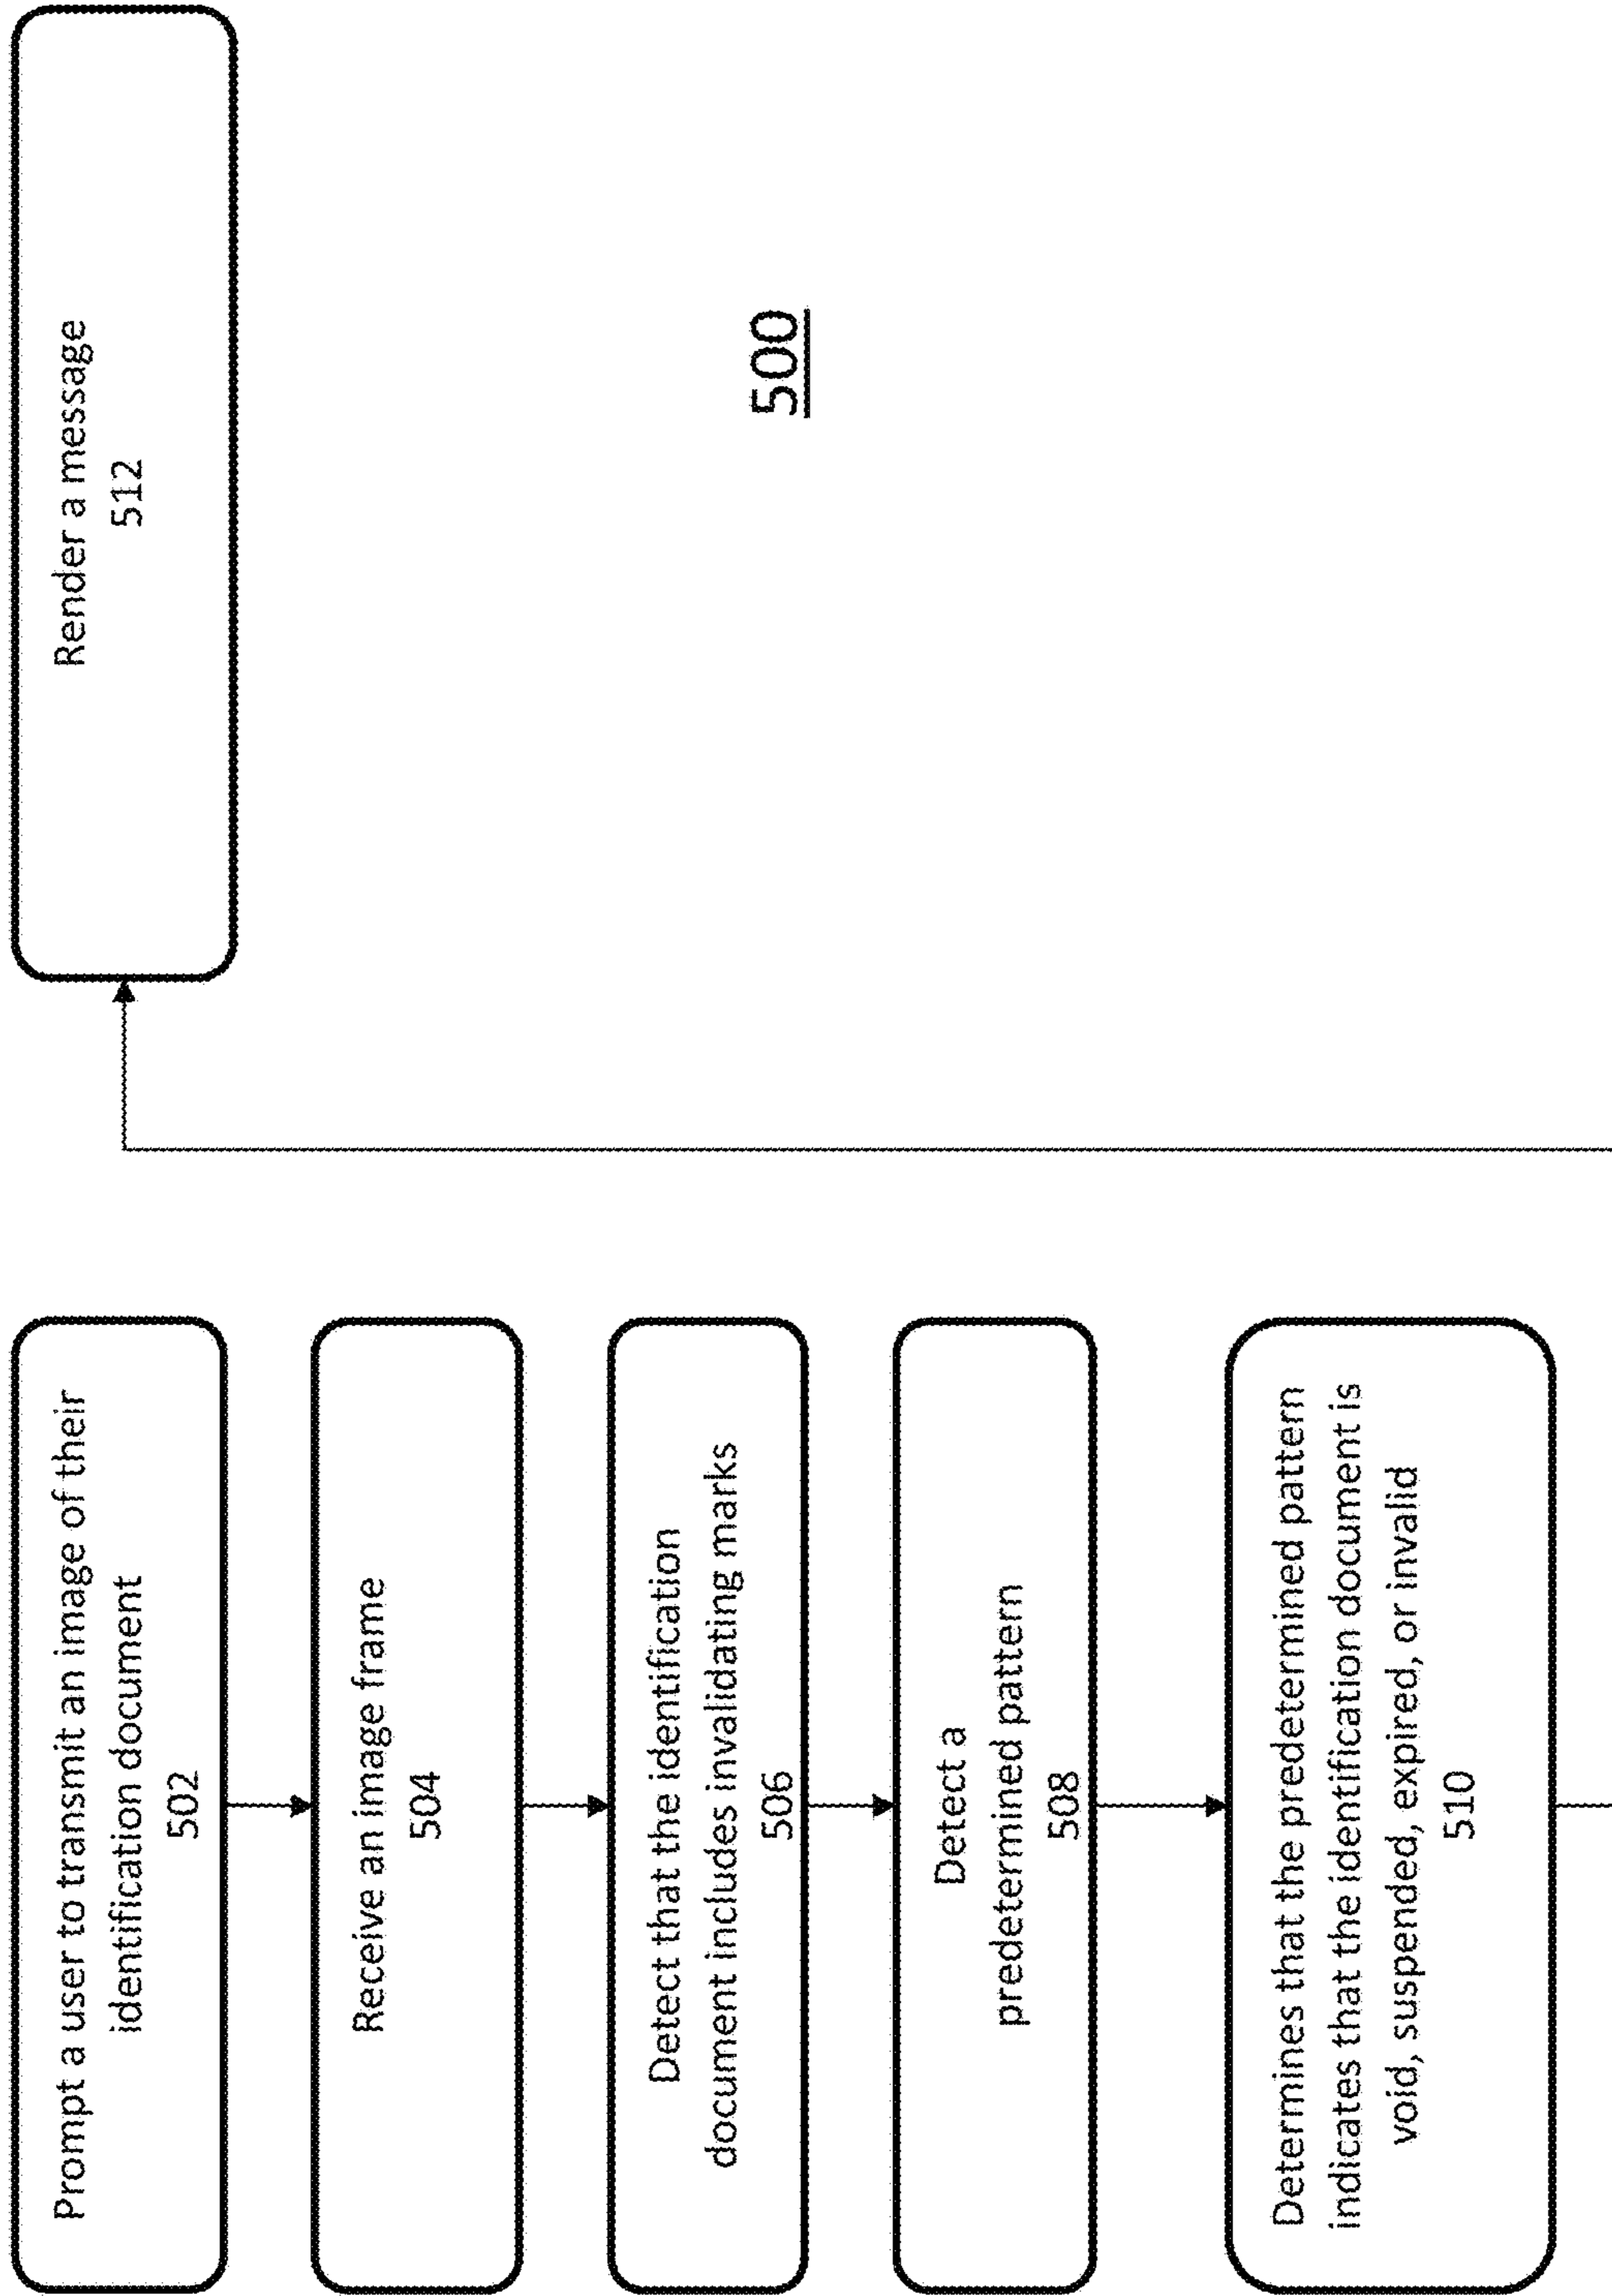 Prompt a user to transmit an image of their
identification document
502
Receive an image frame
504
Detect that the identification
document includes invalidating marks
506
Detect a
predetermined pattern
508
Determines that the predetermined pattern
indicates that the identification document is
void, suspended, expired, or invalid
510
Render a message
512
500